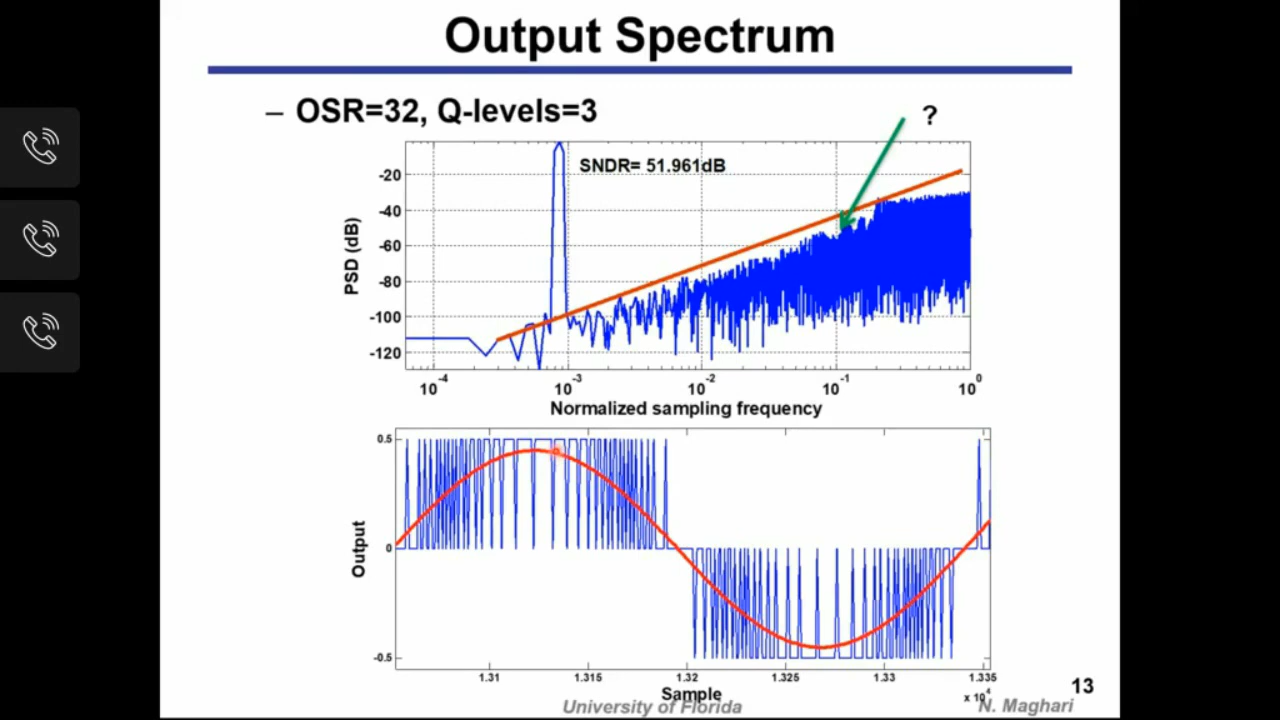 Output Spectrum
– OSR=32, Q-levels=3
?
SNDR= 51.961dB
-20
-40
-60
-80
-100
-120
PSD (dB)
10^-4 10^-3 10^-2 10^-1 10^0
Normalized sampling frequency
0.5
0
-0.5
Output
1.31 1.315 1.32 1.325 1.33 1.335
x 10^4
Sample
13
University of Florida
N. Maghari